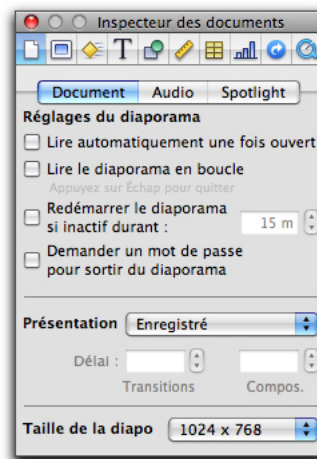 Inspecteur des documents
Document Audio Spotlight
Réglages du diaporama
Lire automatiquement une fois ouvert
Lire le diaporama en boucle
Appuyez sur Échap pour quitter
Redémarrer le diaporama
si inactif durant : 15 m
Demander un mot de passe
pour sortir du diaporama
Présentation Enregistré
Délai :
Transitions Compos.
Taille de la diapo 1024 x 768